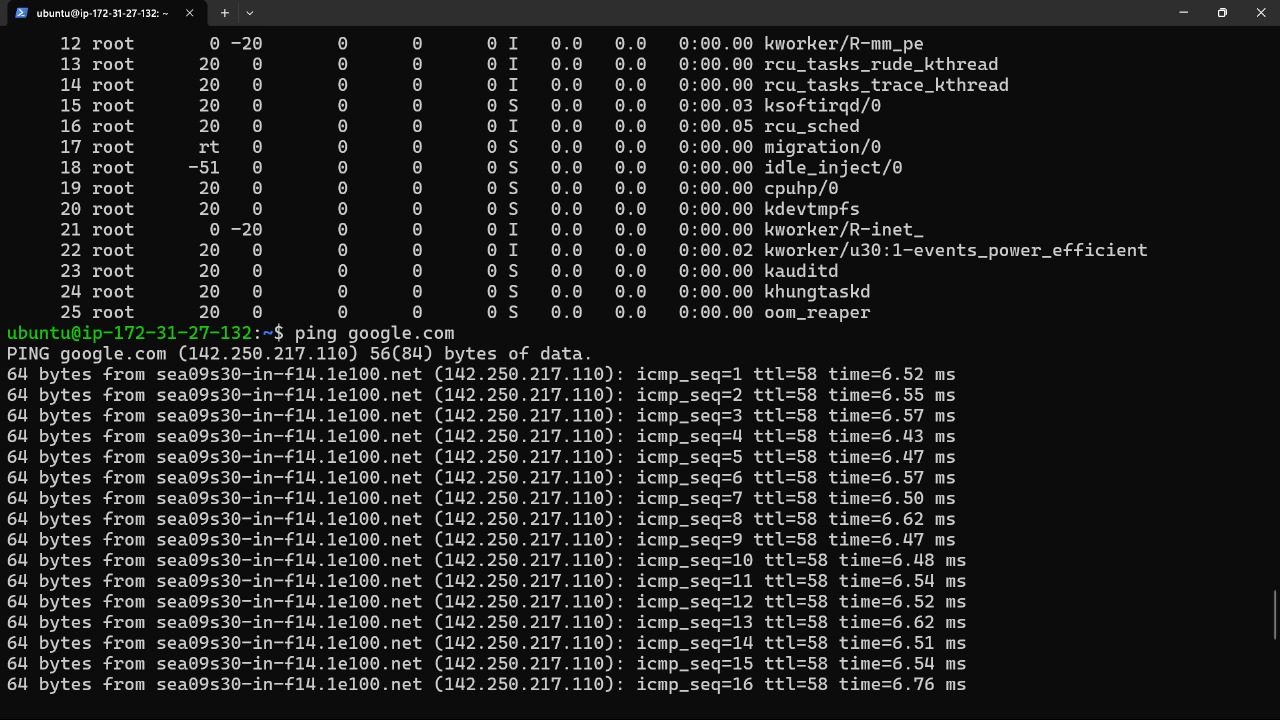 ubuntu@ip-172-31-27-132: ~
12 root 0 -20 0 0 0 I 0.0 0.0 0:00.00 kworker/R-mm_pe
13 root 20 0 0 0 0 I 0.0 0.0 0:00.00 rcu_tasks_rude_kthread
14 root 20 0 0 0 0 I 0.0 0.0 0:00.00 rcu_tasks_trace_kthread
15 root 20 0 0 0 0 S 0.0 0.0 0:00.03 ksoftirqd/0
16 root 20 0 0 0 0 I 0.0 0.0 0:00.05 rcu_sched
17 root rt 0 0 0 0 S 0.0 0.0 0:00.00 migration/0
18 root -51 0 0 0 0 S 0.0 0.0 0:00.00 idle_inject/0
19 root 20 0 0 0 0 S 0.0 0.0 0:00.00 cpuhp/0
20 root 20 0 0 0 0 S 0.0 0.0 0:00.00 kdevtmpfs
21 root 0 -20 0 0 0 I 0.0 0.0 0:00.00 kworker/R-inet_
22 root 20 0 0 0 0 I 0.0 0.0 0:00.02 kworker/u30:1-events_power_efficient
23 root 20 0 0 0 0 S 0.0 0.0 0:00.00 kauditd
24 root 20 0 0 0 0 S 0.0 0.0 0:00.00 khungtaskd
25 root 20 0 0 0 0 S 0.0 0.0 0:00.00 oom_reaper
ubuntu@ip-172-31-27-132:~$ ping google.com
PING google.com (142.250.217.110) 56(84) bytes of data.
64 bytes from sea09s30-in-f14.1e100.net (142.250.217.110): icmp_seq=1 ttl=58 time=6.52 ms
64 bytes from sea09s30-in-f14.1e100.net (142.250.217.110): icmp_seq=2 ttl=58 time=6.55 ms
64 bytes from sea09s30-in-f14.1e100.net (142.250.217.110): icmp_seq=3 ttl=58 time=6.57 ms
64 bytes from sea09s30-in-f14.1e100.net (142.250.217.110): icmp_seq=4 ttl=58 time=6.43 ms
64 bytes from sea09s30-in-f14.1e100.net (142.250.217.110): icmp_seq=5 ttl=58 time=6.47 ms
64 bytes from sea09s30-in-f14.1e100.net (142.250.217.110): icmp_seq=6 ttl=58 time=6.57 ms
64 bytes from sea09s30-in-f14.1e100.net (142.250.217.110): icmp_seq=7 ttl=58 time=6.50 ms
64 bytes from sea09s30-in-f14.1e100.net (142.250.217.110): icmp_seq=8 ttl=58 time=6.62 ms
64 bytes from sea09s30-in-f14.1e100.net (142.250.217.110): icmp_seq=9 ttl=58 time=6.47 ms
64 bytes from sea09s30-in-f14.1e100.net (142.250.217.110): icmp_seq=10 ttl=58 time=6.48 ms
64 bytes from sea09s30-in-f14.1e100.net (142.250.217.110): icmp_seq=11 ttl=58 time=6.54 ms
64 bytes from sea09s30-in-f14.1e100.net (142.250.217.110): icmp_seq=12 ttl=58 time=6.52 ms
64 bytes from sea09s30-in-f14.1e100.net (142.250.217.110): icmp_seq=13 ttl=58 time=6.62 ms
64 bytes from sea09s30-in-f14.1e100.net (142.250.217.110): icmp_seq=14 ttl=58 time=6.51 ms
64 bytes from sea09s30-in-f14.1e100.net (142.250.217.110): icmp_seq=15 ttl=58 time=6.54 ms
64 bytes from sea09s30-in-f14.1e100.net (142.250.217.110): icmp_seq=16 ttl=58 time=6.76 ms